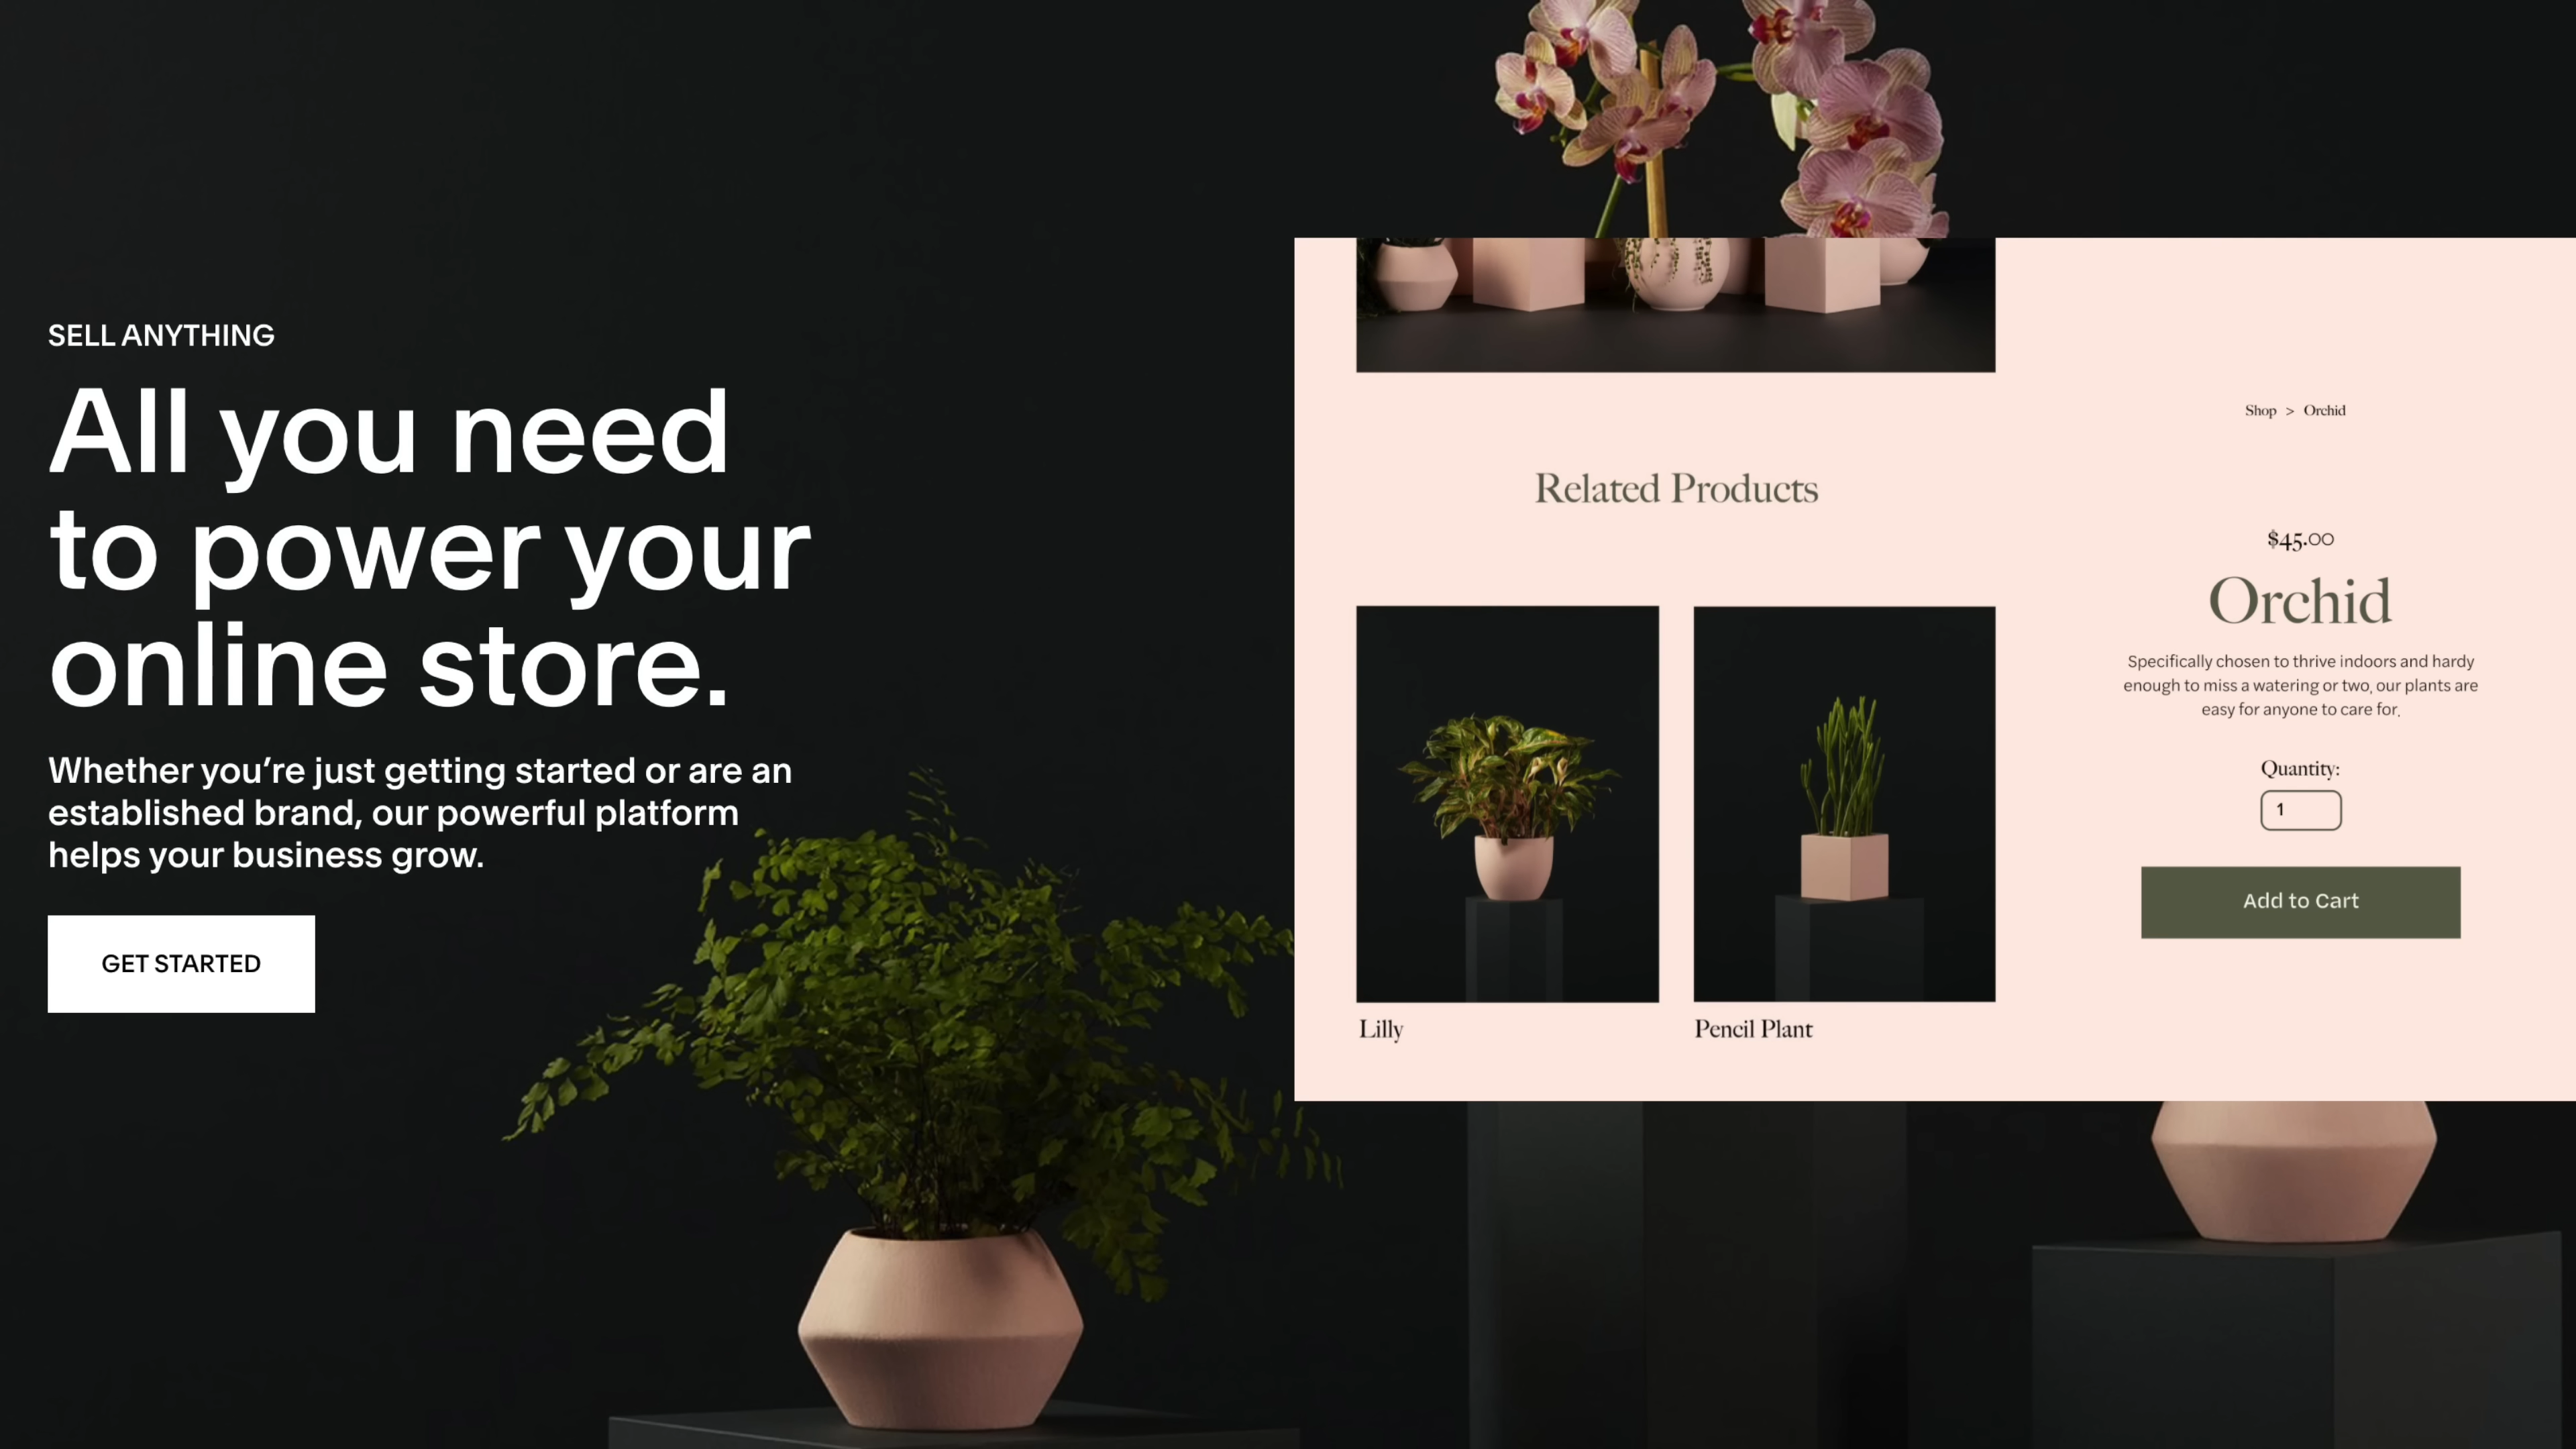 SELL ANYTHING
All you need
to power your
online store.
Whether you’re just getting started or are an
established brand, our powerful platform
helps your business grow.
GET STARTED
Related Products
Lilly
Pencil Plant
Shop > Orchid
$45.00
Orchid
Specifically chosen to thrive indoors and hardy
enough to miss a watering or two, our plants are
easy for anyone to care for.
Quantity:
1
Add to Cart